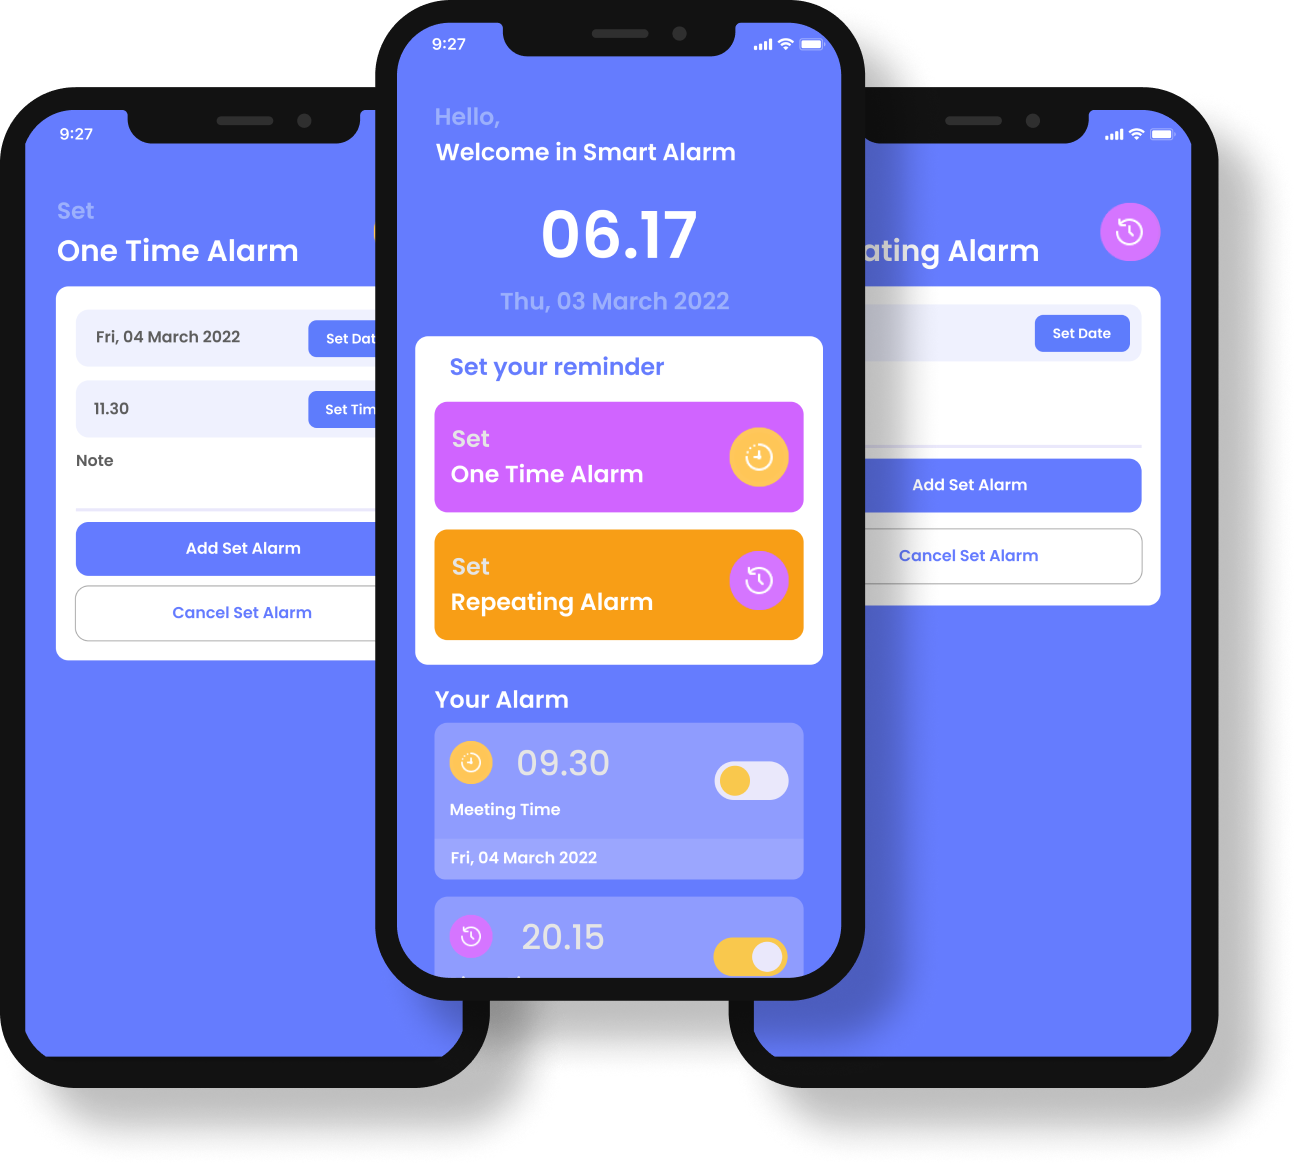 9:27
Set
One Time Alarm
Fri, 04 March 2022
Set
11.30
Set
Note
Add Set Alarm
Cancel Set Alarm
9:27
Hello,
Welcome in Smart Alarm
06.17
Thu, 03 March 2022
Set your reminder
Set
One Time Alarm
Set
Repeating Alarm
Your Alarm
09.30
Meeting Time
Fri, 04 March 2022
20.15
Alarm
Set Date
Add Set Alarm
Cancel Set Alarm